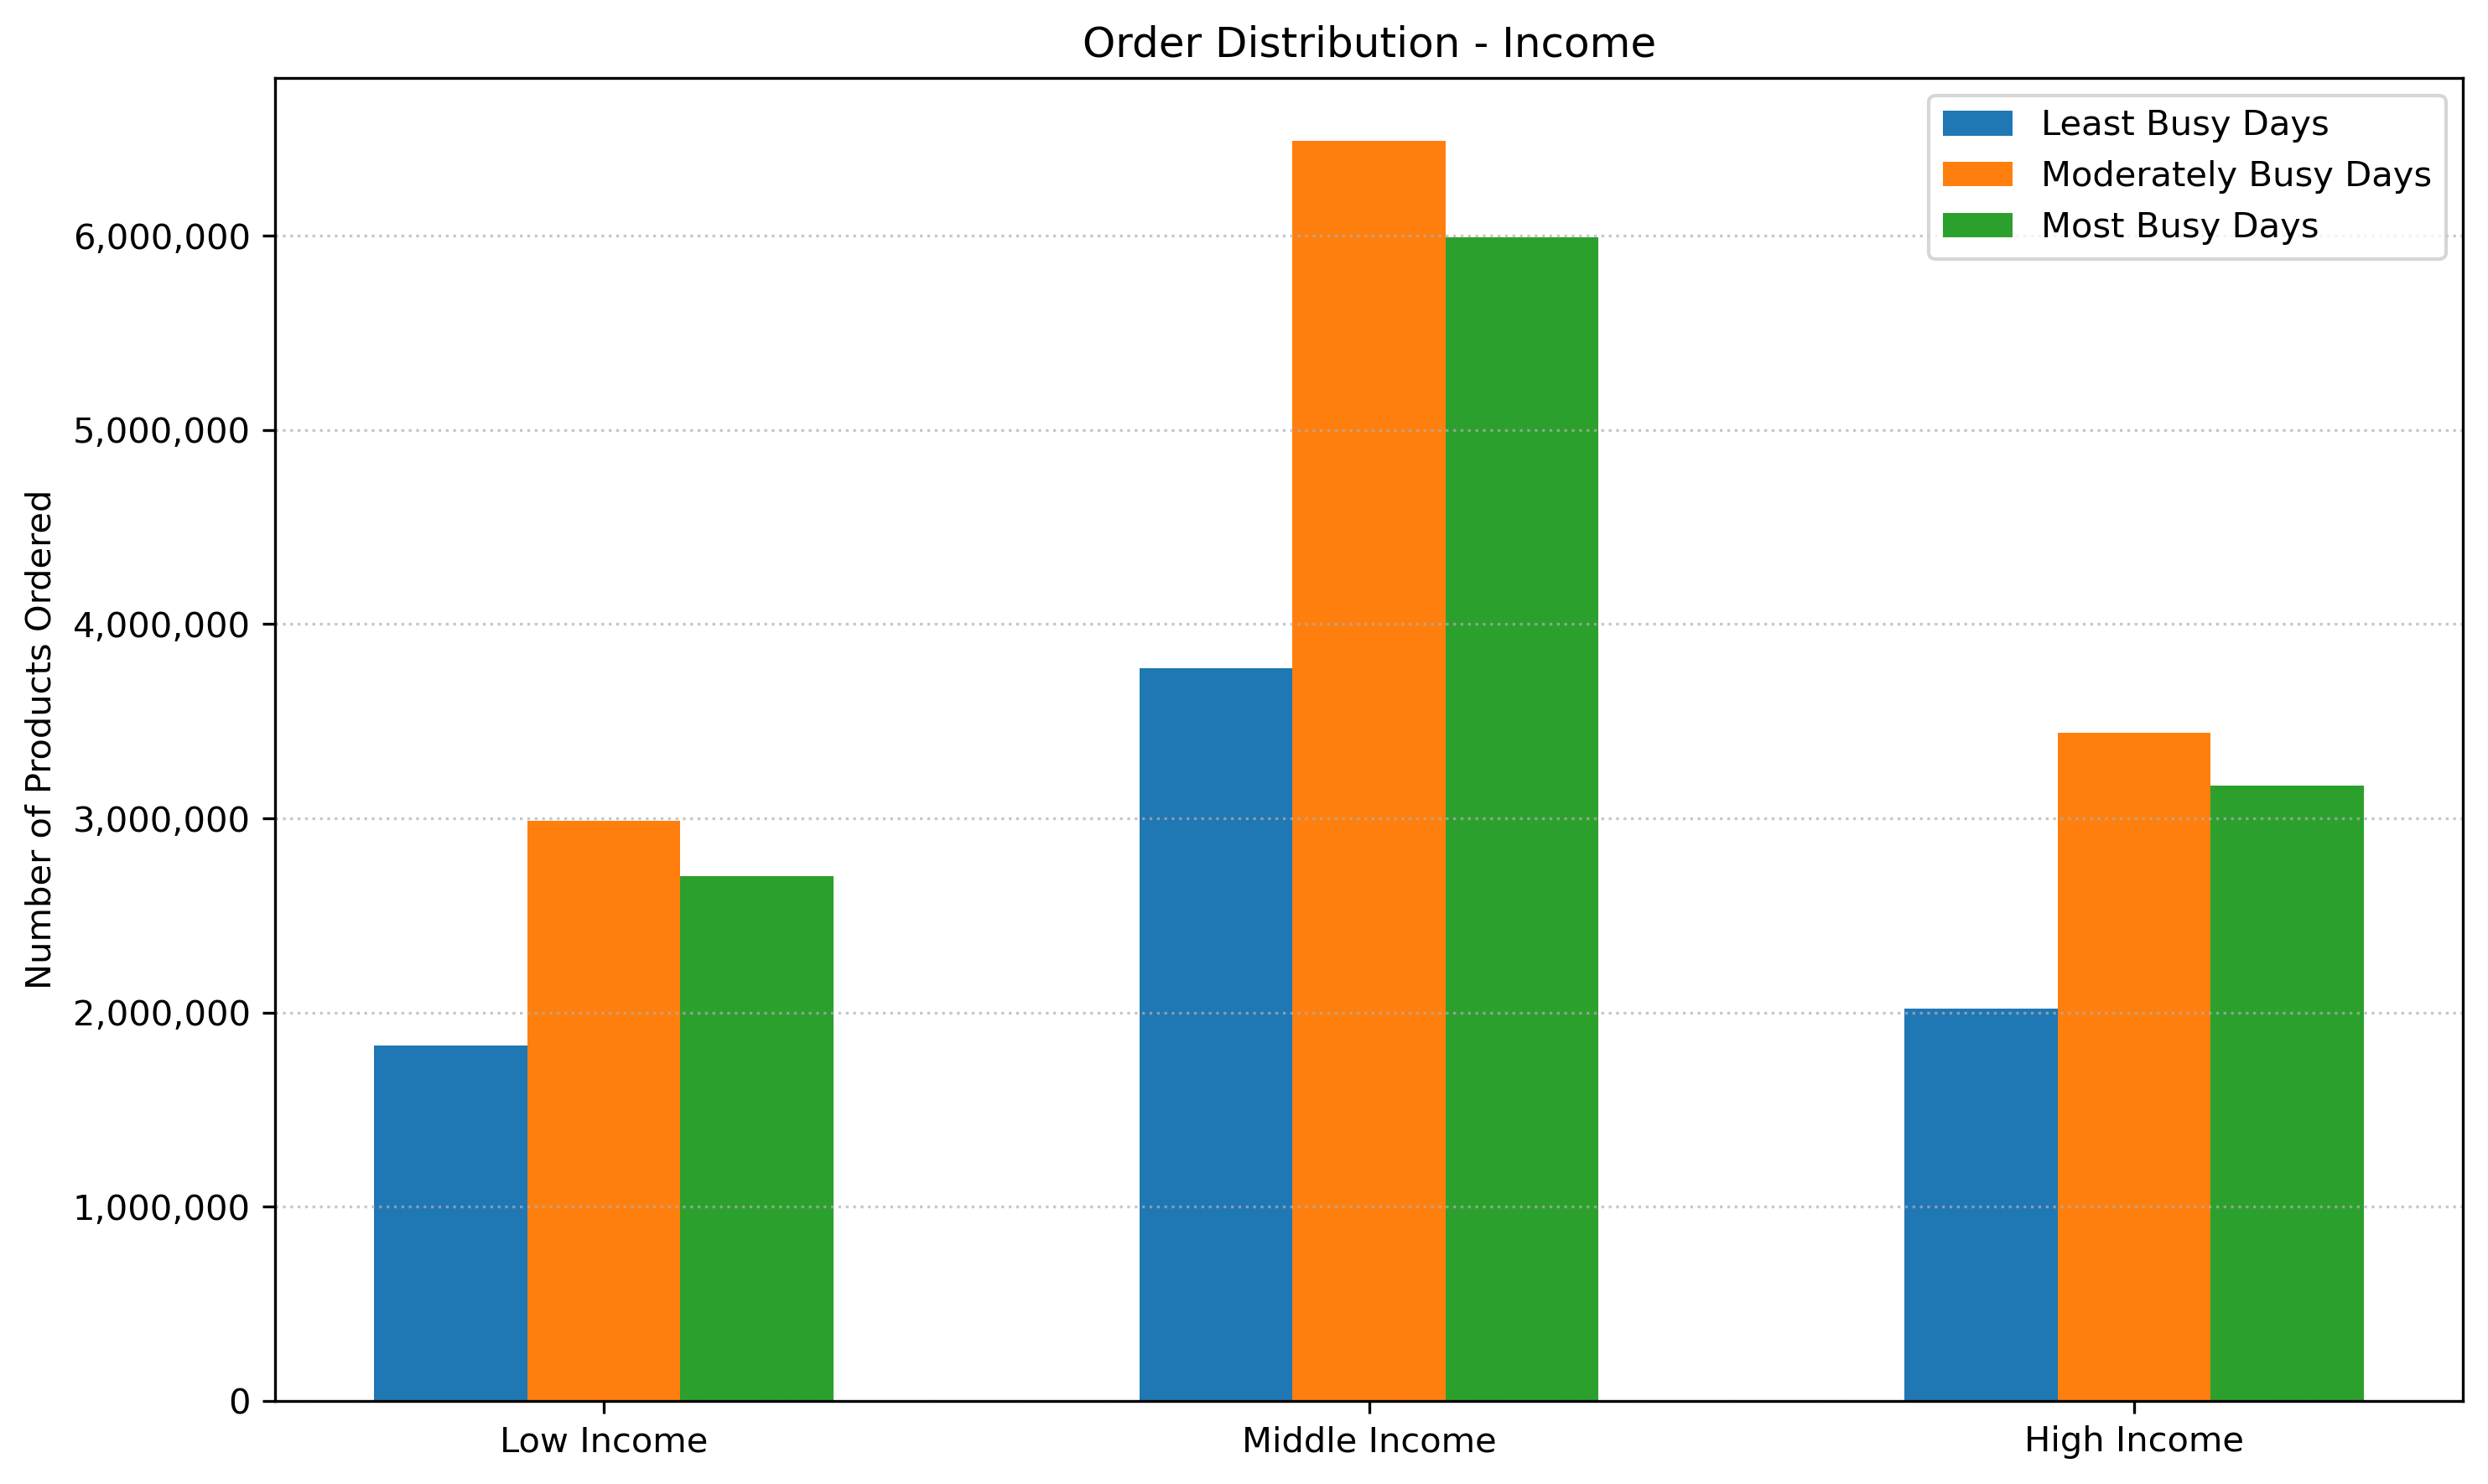 Order Distribution - Income
Least Busy Days
Moderately Busy Days
Most Busy Days
Number of Products Ordered
6,000,000
5,000,000
4,000,000
3,000,000
2,000,000
1,000,000
0
Low Income
Middle Income
High Income